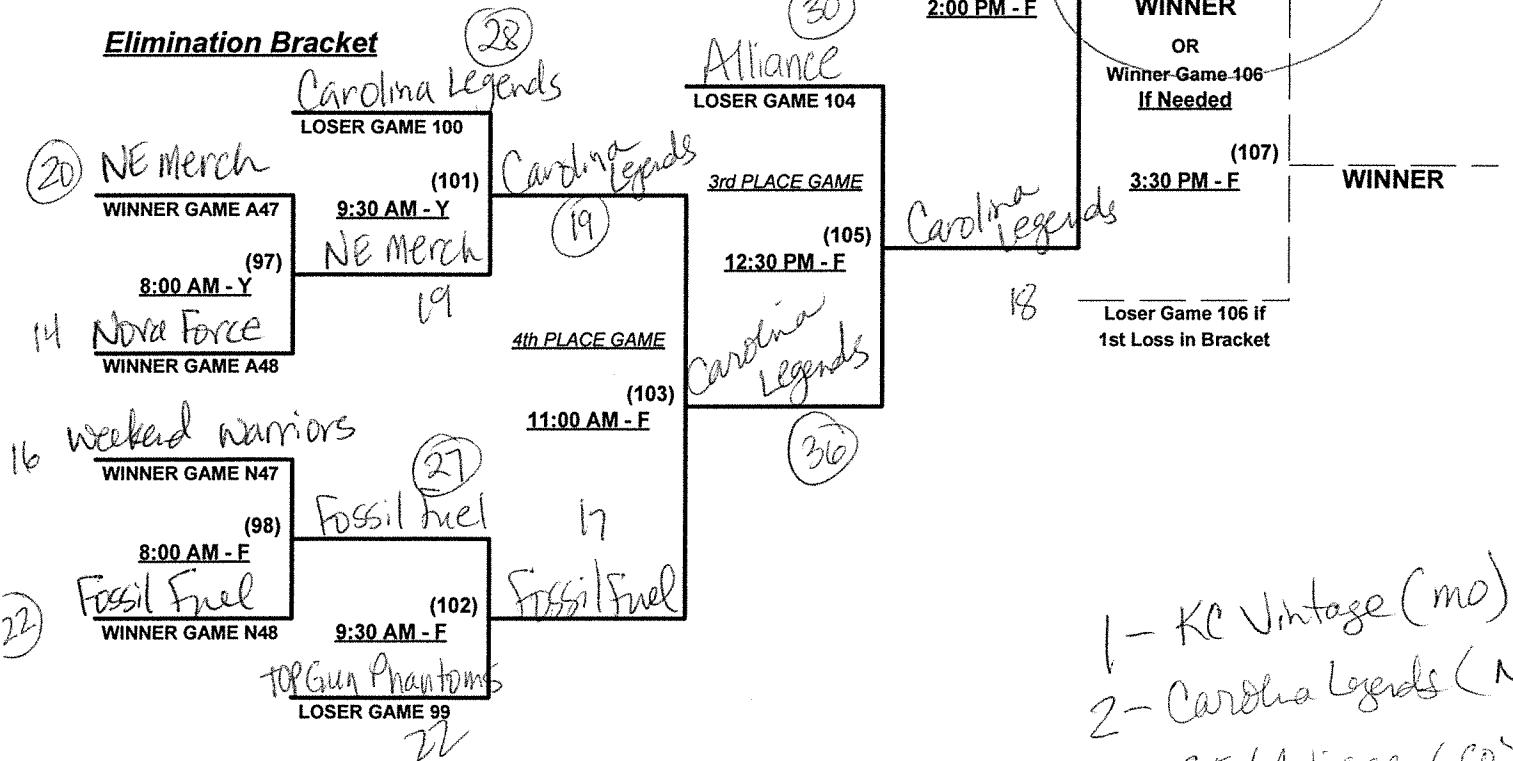 30
2:00 PM - F
WINNER
OR
Winner Game 106
If Needed
(107)
3:30 PM - F
WINNER
Loser Game 106 if
1st Loss in Bracket
Elimination Bracket
28
Carolina Legends
LOSER GAME 100
20 NE Merch
WINNER GAME A47
(101)
9:30 AM - Y
NE Merch
19
(97)
8:00 AM - Y
14 Nova Force
WINNER GAME A48
Carolina Legends
19
Alliance
LOSER GAME 104
3rd PLACE GAME
(105)
12:30 PM - F
Carolina Legends
18
4th PLACE GAME
(103)
11:00 AM - F
Carolina Legends
36
16 Weekend Warriors
WINNER GAME N47
27
Fossil Fuel
(98)
8:00 AM - F
22 Fossil Fuel
WINNER GAME N48
17
Fossil Fuel
(102)
9:30 AM - F
TOP Gun Phantoms
LOSER GAME 99
22
1 - KC Vintage (mo)
2 - Carolina Legends (N